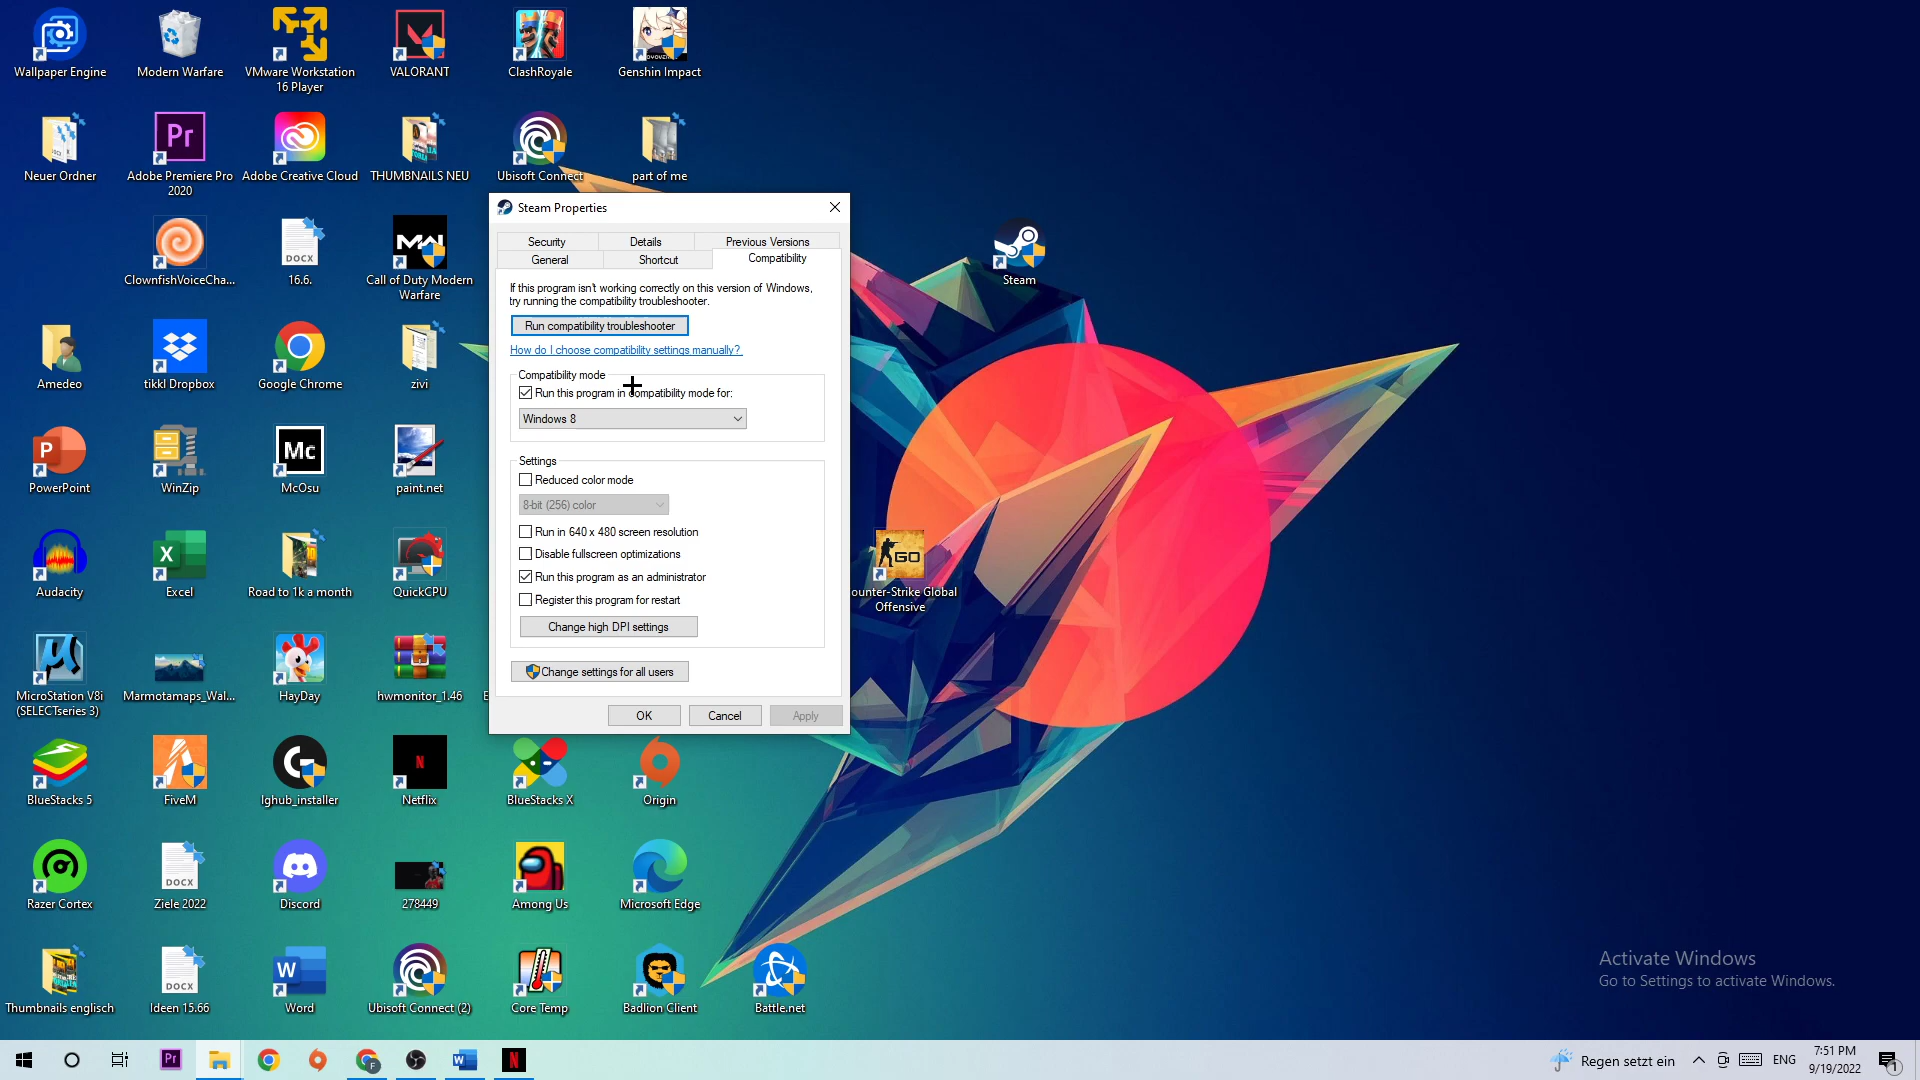 Wallpaper Engine
Modern Warfare
VMware Workstation
16 Player
VALORANT
ClashRoyale
Genshin Impact
Neuer Ordner
Pr
Adobe Premiere Pro
2020
Adobe Creative Cloud
THUMBNAILS NEU
Ubisoft Connect
part of me
ClownfishVoiceCha...
DOCX
16.6.
MW
Call of Duty Modern
Warfare
Steam
Amedeo
tikkl Dropbox
Google Chrome
zivi
P
PowerPoint
WinZip
Mc
McOsu
paint.net
Audacity
X
Excel
Road to 1k a month
QuickCPU
GO
ounter-Strike Global
Offensive
MicroStation V8i
(SELECTseries 3)
Marmotamaps_Wal...
HayDay
hwmonitor_1.46
E
BlueStacks 5
FiveM
lghub_installer
N
Netflix
BlueStacks X
Origin
Razer Cortex
DOCX
Ziele 2022
Discord
278449
Among Us
Microsoft Edge
Thumbnails englisch
DOCX
Ideen 15.66
W
Word
Ubisoft Connect (2)
Core Temp
Badlion Client
Battle.net
Steam Properties
Security
Details
Previous Versions
General
Shortcut
Compatibility
If this program isn't working correctly on this version of Windows,
try running the compatibility troubleshooter.
Run compatibility troubleshooter
How do I choose compatibility settings manually?
Compatibility mode
Run this program in compatibility mode for:
Windows 8
Settings
Reduced color mode
8-bit (256) color
Run in 640 x 480 screen resolution
Disable fullscreen optimizations
Run this program as an administrator
Register this program for restart
Change high DPI settings
Change settings for all users
OK
Cancel
Apply
Activate Windows
Go to Settings to activate Windows.
Pr
F
W
N
Regen setzt ein
ENG
7:51 PM
9/19/2022
1